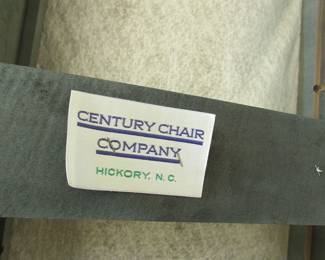 CENTURY CHAIR
COMPANY
HICKORY, N. C.